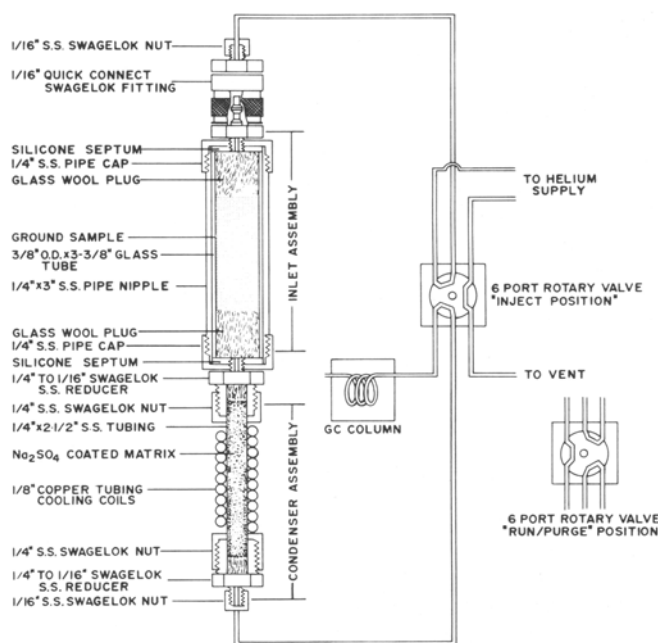 1/16" S.S. SWAGELOK NUT
1/16" QUICK CONNECT
SWAGELOK FITTING
SILICONE SEPTUM
1/4" S.S. PIPE CAP
GLASS WOOL PLUG
GROUND SAMPLE
3/8" O.D. x 3-3/8" GLASS
TUBE
1/4" x 3" S.S. PIPE NIPPLE
GLASS WOOL PLUG
1/4" S.S. PIPE CAP
SILICONE SEPTUM
1/4" TO 1/16" SWAGELOK
S.S. REDUCER
1/4" S.S. SWAGELOK NUT
1/4" x 2-1/2" S.S. TUBING
Na₂SO₄ COATED MATRIX
1/8" COPPER TUBING
COOLING COILS
1/4" S.S. SWAGELOK NUT
1/4" TO 1/16" SWAGELOK
S.S. REDUCER
1/16" S.S. SWAGELOK NUT
INLET ASSEMBLY
CONDENSER ASSEMBLY
GC COLUMN
TO HELIUM
SUPPLY
6 PORT ROTARY VALVE
"INJECT POSITION"
TO VENT
6 PORT ROTARY VALVE
"RUN/PURGE" POSITION